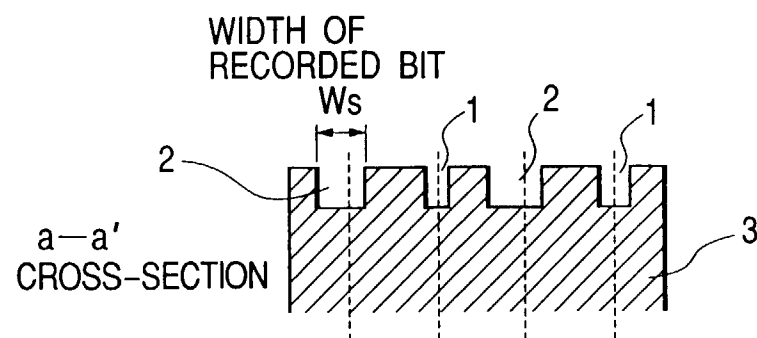 WIDTH OF
RECORDED BIT
Ws
1
2
1
2
3
a—a'
CROSS-SECTION